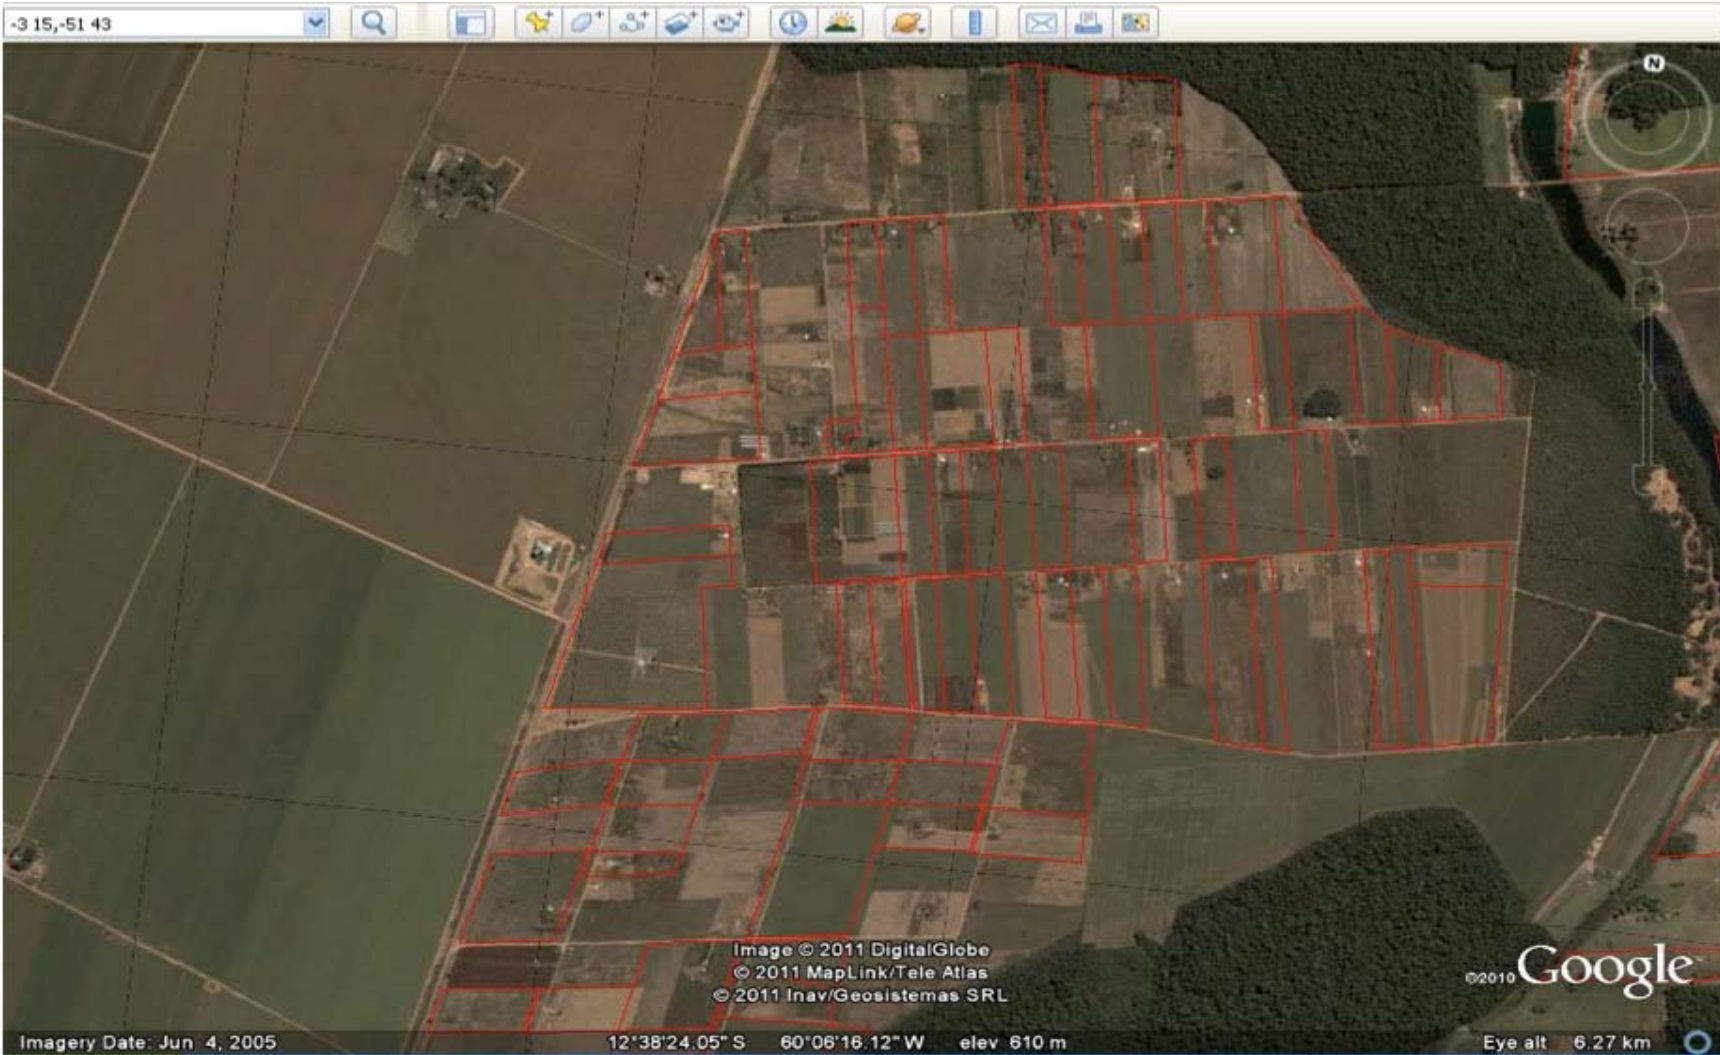 -3 15,-51 43
N
Image © 2011 DigitalGlobe
© 2011 MapLink/Tele Atlas
© 2011 Inav/Geosistemas SRL
©2010 Google
Imagery Date: Jun 4, 2005 12°38'24.05" S 60°06'16.12" W elev 610 m Eye alt 6.27 km